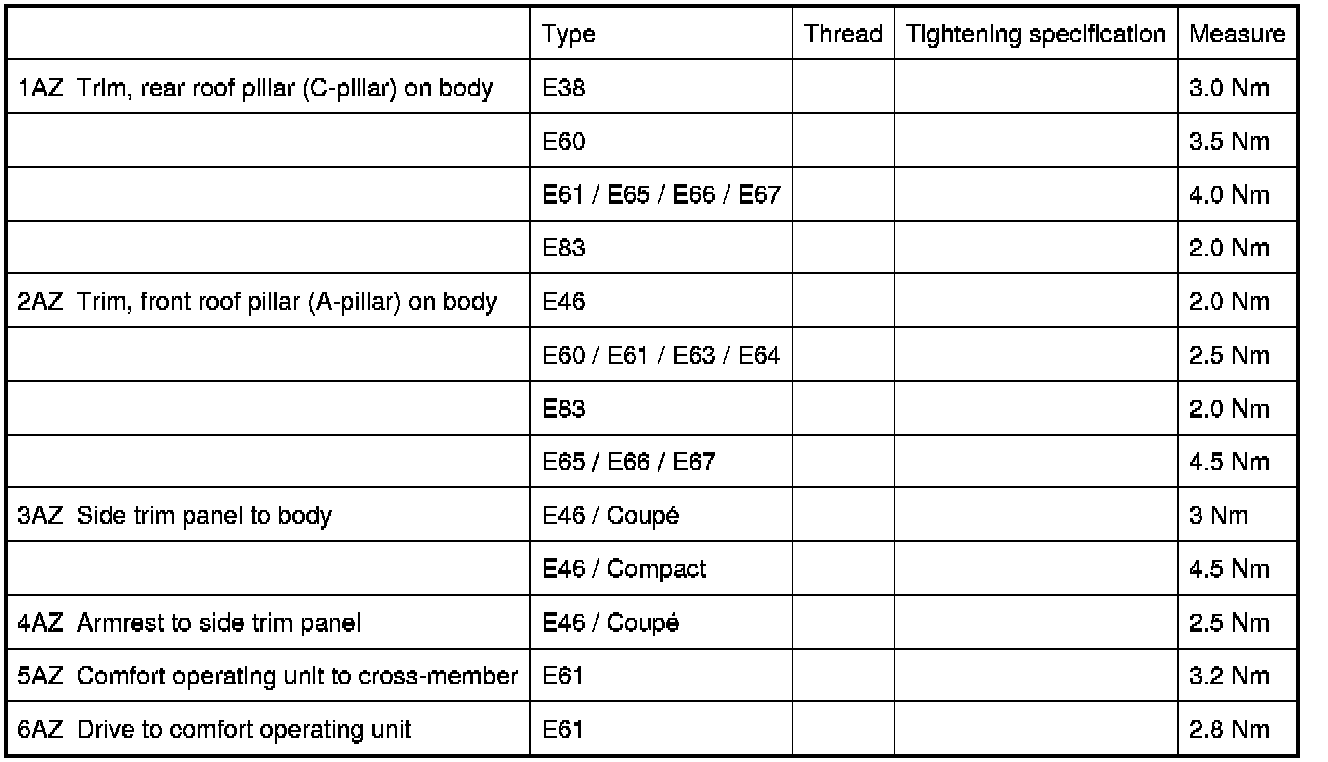 Type Thread Tightening specification Measure
1AZ Trim, rear roof pillar (C-pillar) on body E38 3.0 Nm
E60 3.5 Nm
E61 / E65 / E66 / E67 4.0 Nm
E83 2.0 Nm
2AZ Trim, front roof pillar (A-pillar) on body E46 2.0 Nm
E60 / E61 / E63 / E64 2.5 Nm
E83 2.0 Nm
E65 / E66 / E67 4.5 Nm
3AZ Side trim panel to body E46 / Coupé 3 Nm
E46 / Compact 4.5 Nm
4AZ Armrest to side trim panel E46 / Coupé 2.5 Nm
5AZ Comfort operating unit to cross-member E61 3.2 Nm
6AZ Drive to comfort operating unit E61 2.8 Nm